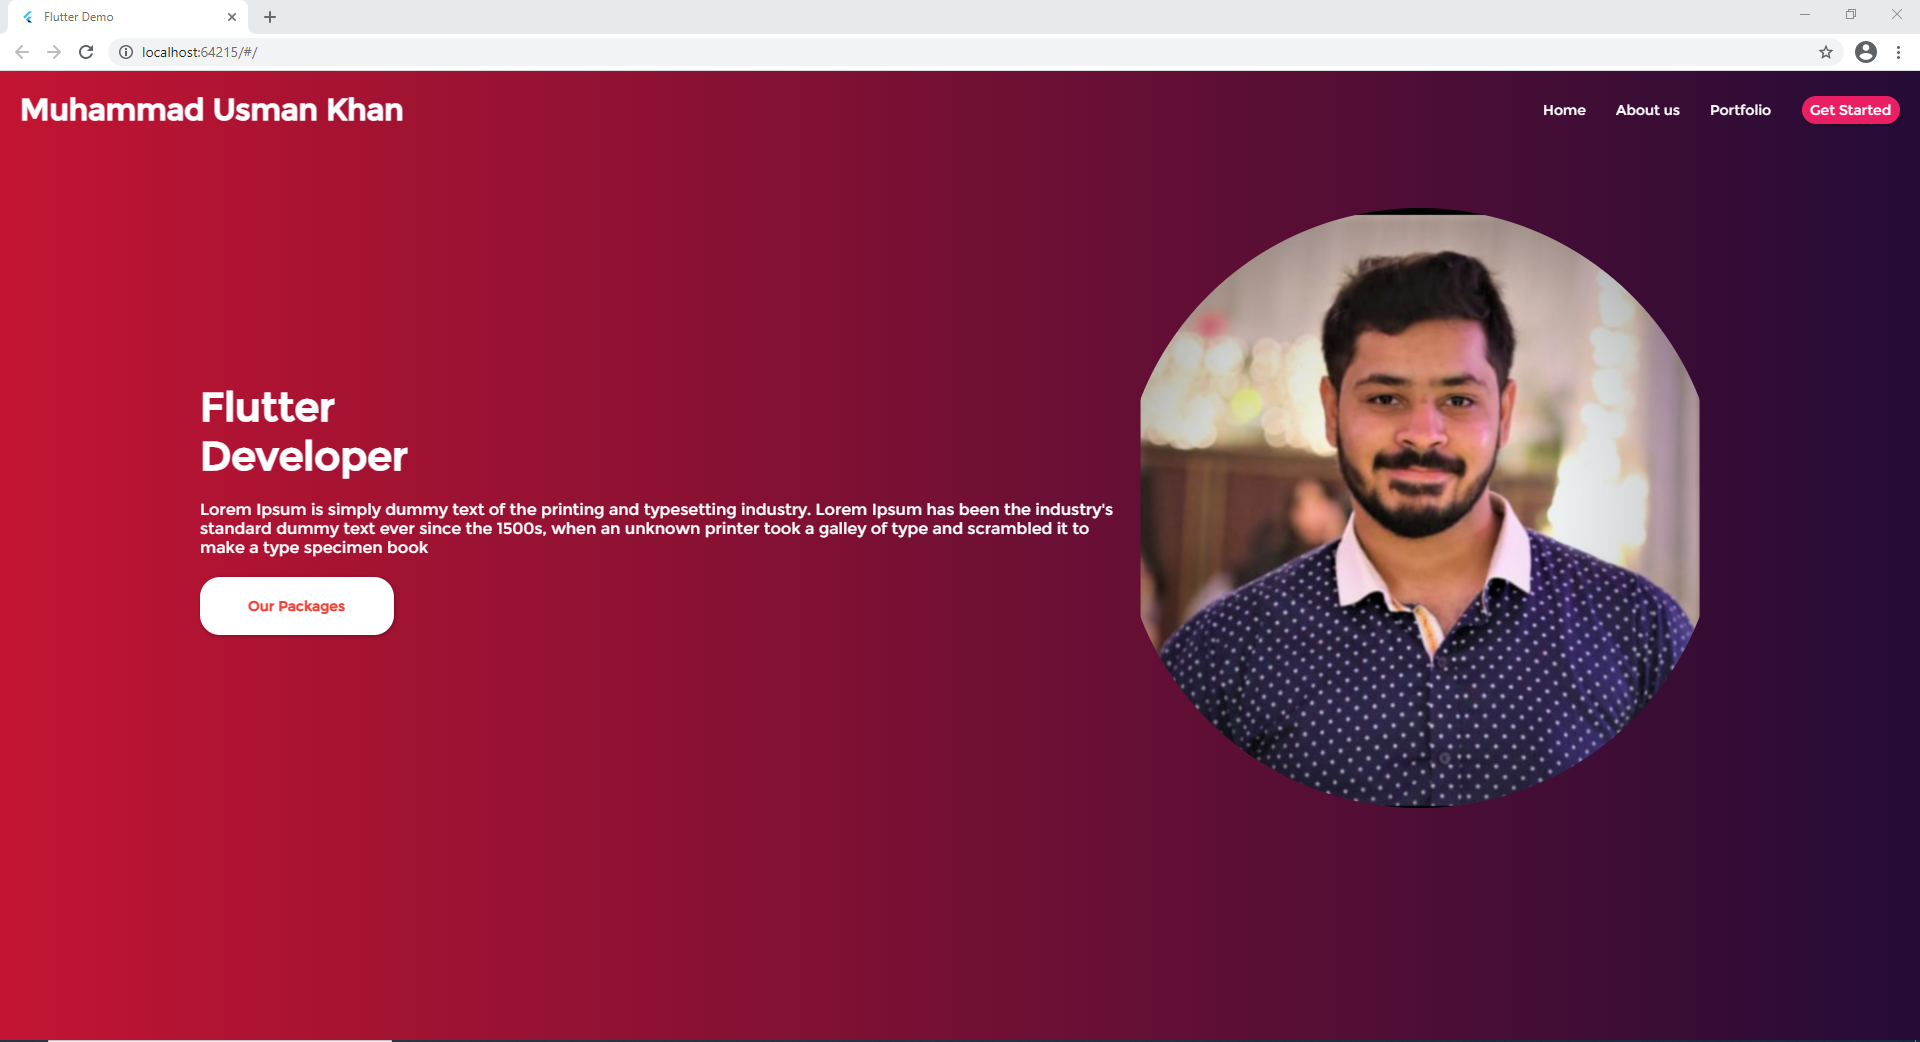 Flutter Demo
localhost:64215/#/
Muhammad Usman Khan
Home
About us
Portfolio
Get Started
Flutter
Developer
Lorem Ipsum is simply dummy text of the printing and typesetting industry. Lorem Ipsum has been the industry's
standard dummy text ever since the 1500s, when an unknown printer took a galley of type and scrambled it to
make a type specimen book
Our Packages